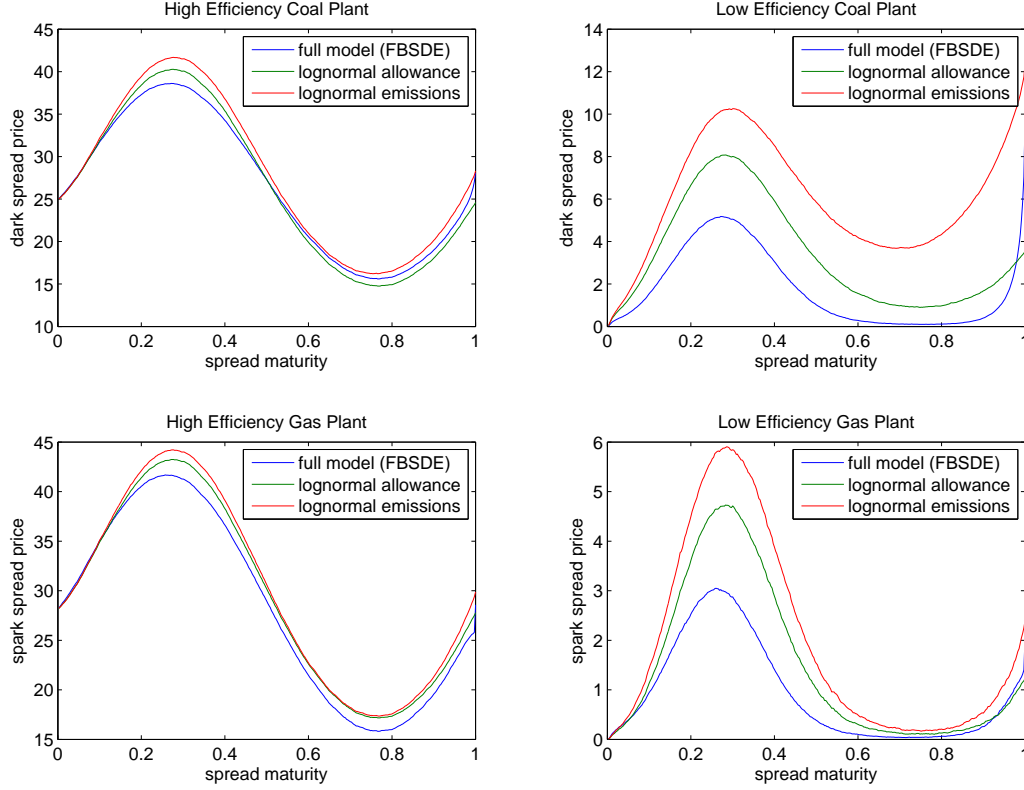 High Efficiency Coal Plant
45
40
35
30
25
20
15
10
dark spread price
full model (FBSDE)
lognormal allowance
lognormal emissions
0 0.2 0.4 0.6 0.8 1
spread maturity
Low Efficiency Coal Plant
14
12
10
8
6
4
2
0
dark spread price
full model (FBSDE)
lognormal allowance
lognormal emissions
0 0.2 0.4 0.6 0.8 1
spread maturity
High Efficiency Gas Plant
45
40
35
30
25
20
15
spark spread price
full model (FBSDE)
lognormal allowance
lognormal emissions
0 0.2 0.4 0.6 0.8 1
spread maturity
Low Efficiency Gas Plant
6
5
4
3
2
1
0
spark spread price
full model (FBSDE)
lognormal allowance
lognormal emissions
0 0.2 0.4 0.6 0.8 1
spread maturity